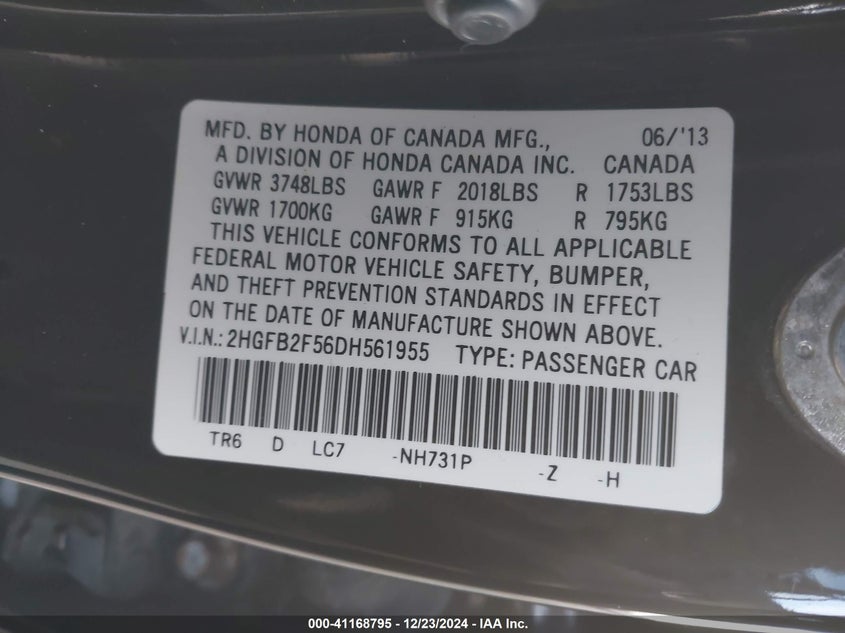 MFD. BY HONDA OF CANADA MFG., 06/'13
A DIVISION OF HONDA CANADA INC. CANADA
GVWR 3748LBS GAWR F 2018LBS R 1753LBS
GVWR 1700KG GAWR F 915KG R 795KG
THIS VEHICLE CONFORMS TO ALL APPLICABLE
FEDERAL MOTOR VEHICLE SAFETY, BUMPER,
AND THEFT PREVENTION STANDARDS IN EFFECT
ON THE DATE OF MANUFACTURE SHOWN ABOVE.
V.I.N.: 2HGFB2F56DH561955 TYPE: PASSENGER CAR
TR6 D LC7 -NH731P -Z -H
000-41168795 - 12/23/2024 - IAA Inc.